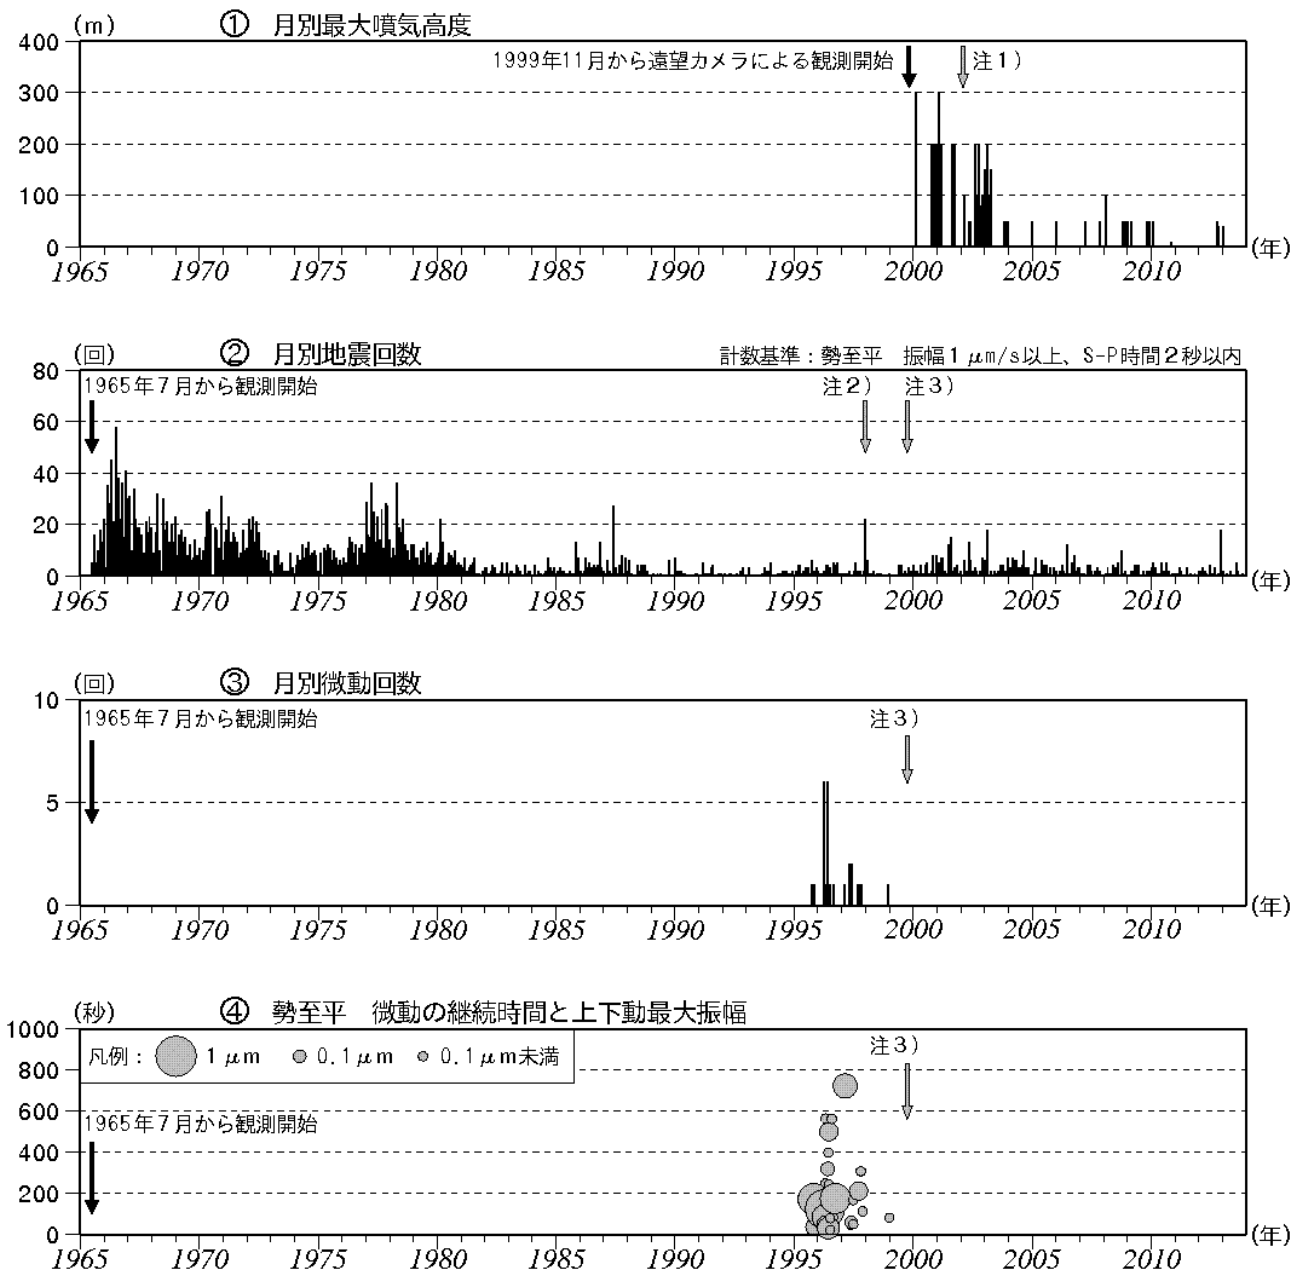 (m) ① 月別最大噴気高度
400
1999年11月から遠望カメラによる観測開始 注1)
300
200
100
0
1965 1970 1975 1980 1985 1990 1995 2000 2005 2010 (年)
(回) ② 月別地震回数 計数基準：勢至平 振幅1μm/s以上、S-P時間2秒以内
80
1965年7月から観測開始 注2) 注3)
60
40
20
0
1965 1970 1975 1980 1985 1990 1995 2000 2005 2010 (年)
(回) ③ 月別微動回数
10
1965年7月から観測開始 注3)
5
0
1965 1970 1975 1980 1985 1990 1995 2000 2005 2010 (年)
(秒) ④ 勢至平 微動の継続時間と上下動最大振幅
1000
凡例： 1μm 0.1μm 0.1μm未満 注3)
800
600
1965年7月から観測開始
400
200
0
1965 1970 1975 1980 1985 1990 1995 2000 2005 2010 (年)